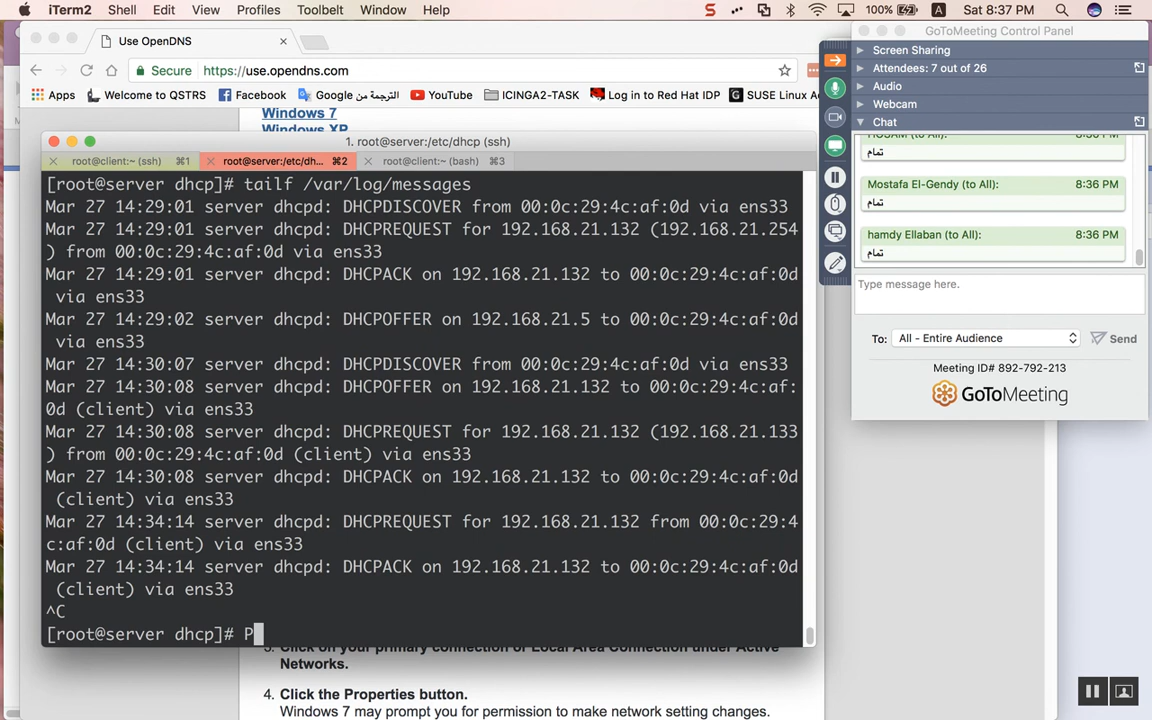 iTerm2 Shell Edit View Profiles Toolbelt Window Help
100% A Sat 8:37 PM
Use OpenDNS
Secure https://use.opendns.com
Apps Welcome to QSTRS Facebook الترجمة من Google YouTube ICINGA2-TASK Log in to Red Hat IDP SUSE Linux Ad
Windows 7
Windows XP
1. root@server:/etc/dhcp (ssh)
root@client:~ (ssh) ⌘1 root@server:/etc/dh... ⌘2 root@client:~ (bash) ⌘3
[root@server dhcp]# tailf /var/log/messages
Mar 27 14:29:01 server dhcpd: DHCPDISCOVER from 00:0c:29:4c:af:0d via ens33
Mar 27 14:29:01 server dhcpd: DHCPREQUEST for 192.168.21.132 (192.168.21.254
) from 00:0c:29:4c:af:0d via ens33
Mar 27 14:29:01 server dhcpd: DHCPACK on 192.168.21.132 to 00:0c:29:4c:af:0d
via ens33
Mar 27 14:29:02 server dhcpd: DHCPOFFER on 192.168.21.5 to 00:0c:29:4c:af:0d
via ens33
Mar 27 14:30:07 server dhcpd: DHCPDISCOVER from 00:0c:29:4c:af:0d via ens33
Mar 27 14:30:08 server dhcpd: DHCPOFFER on 192.168.21.132 to 00:0c:29:4c:af:
0d (client) via ens33
Mar 27 14:30:08 server dhcpd: DHCPREQUEST for 192.168.21.132 (192.168.21.133
) from 00:0c:29:4c:af:0d (client) via ens33
Mar 27 14:30:08 server dhcpd: DHCPACK on 192.168.21.132 to 00:0c:29:4c:af:0d
(client) via ens33
Mar 27 14:34:14 server dhcpd: DHCPREQUEST for 192.168.21.132 from 00:0c:29:4
c:af:0d (client) via ens33
Mar 27 14:34:14 server dhcpd: DHCPACK on 192.168.21.132 to 00:0c:29:4c:af:0d
(client) via ens33
^C
[root@server dhcp]# P
3. Click on your primary connection or Local Area Connection under Active
Networks.
4. Click the Properties button.
Windows 7 may prompt you for permission to make network setting changes.
GoToMeeting Control Panel
Screen Sharing
Attendees: 7 out of 26
Audio
Webcam
Chat
HOSAM (to All): 8:36 PM
تمام
Mostafa El-Gendy (to All): 8:36 PM
تمام
hamdy Ellaban (to All): 8:36 PM
تمام
Type message here.
To: All - Entire Audience Send
Meeting ID# 892-792-213
GoToMeeting